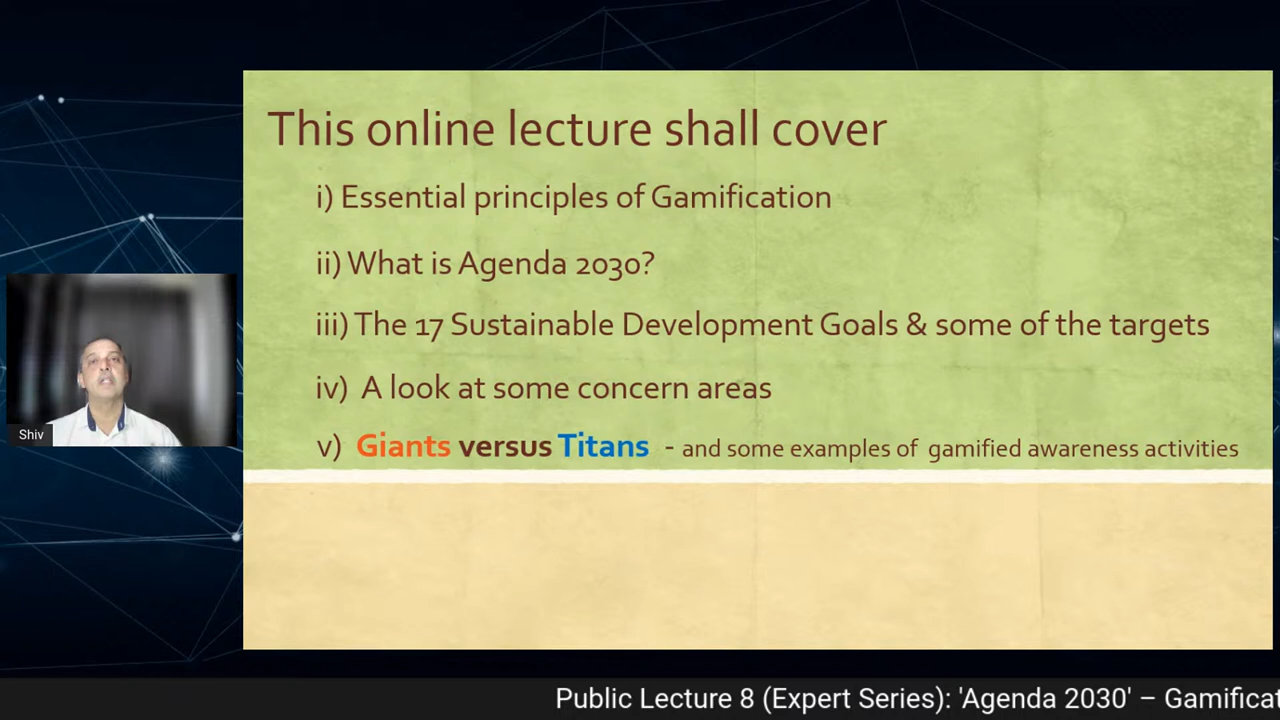 This online lecture shall cover
i) Essential principles of Gamification
ii) What is Agenda 2030?
iii) The 17 Sustainable Development Goals & some of the targets
iv) A look at some concern areas
v) Giants versus Titans - and some examples of gamified awareness activities
Shiv
Public Lecture 8 (Expert Series): 'Agenda 2030' – Gamificat